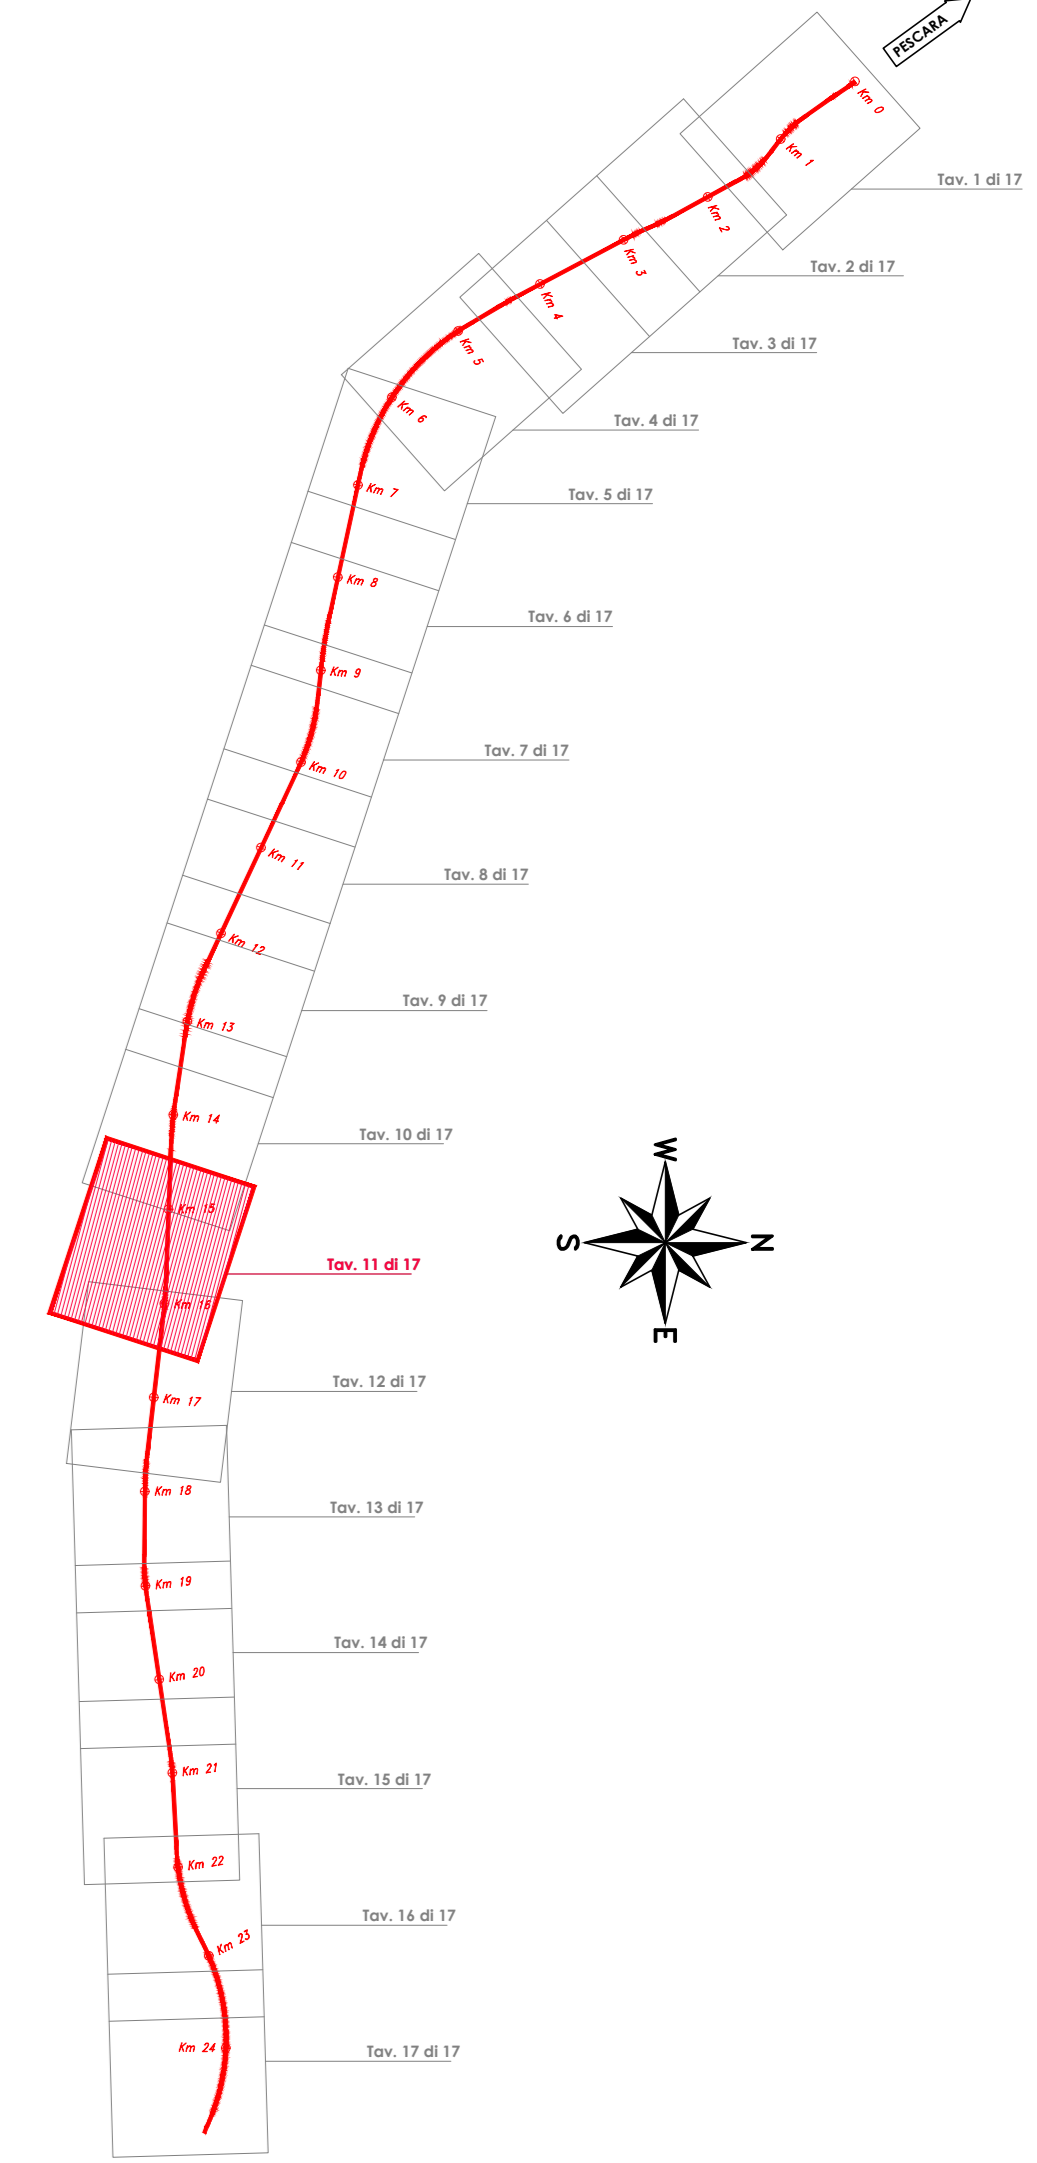 PESCARA
Km 0
Km 1
Tav. 1 di 17
Km 2
Km 3
Tav. 2 di 17
Km 4
Km 5
Tav. 3 di 17
Km 6
Tav. 4 di 17
Km 7
Tav. 5 di 17
Km 8
Tav. 6 di 17
Km 9
Tav. 7 di 17
Km 10
Km 11
Tav. 8 di 17
Km 12
Tav. 9 di 17
Km 13
Km 14
Tav. 10 di 17
W
Km 15
S
N
Tav. 11 di 17
Km 16
E
Tav. 12 di 17
Km 17
Km 18
Tav. 13 di 17
Km 19
Tav. 14 di 17
Km 20
Km 21
Tav. 15 di 17
Km 22
Tav. 16 di 17
Km 23
Km 24
Tav. 17 di 17